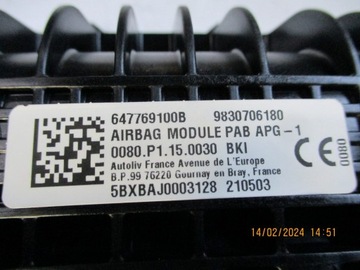 647769100B 9830706180
AIRBAG MODULE PAB APG-1
0080.P1.15.0030 BKI
Autoliv France Avenue de L'Europe
B.P.99 76220 Gournay en Bray, France
5BXBAJ0003128 210503
CE
0800
14/02/2024 14:51